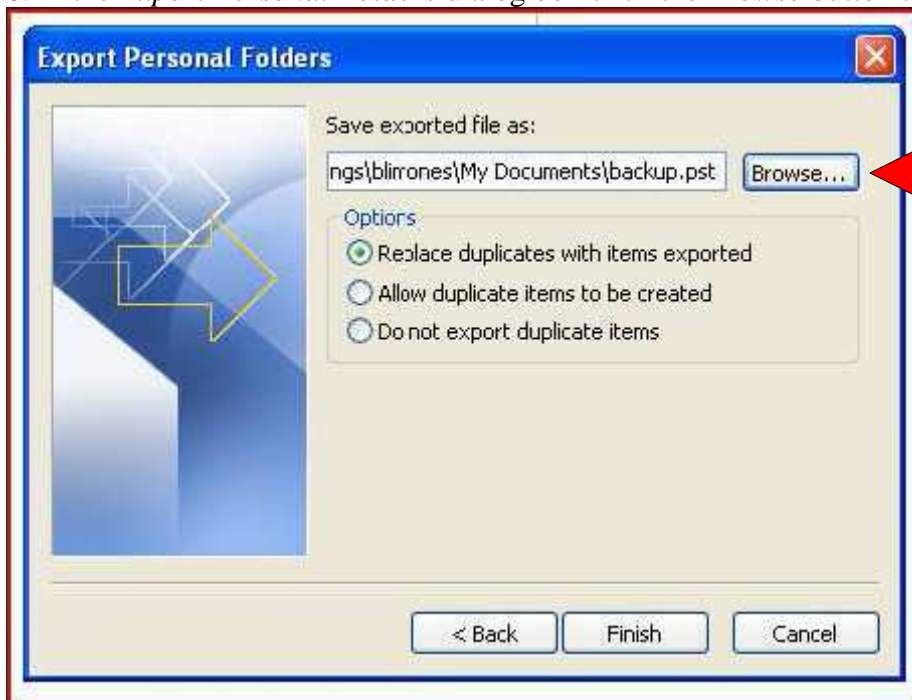 Export Personal Folders
Save exported file as:
ngs\blirrones\My Documents\backup.pst Browse...
Options
Replace duplicates with items exported
Allow duplicate items to be created
Do not export duplicate items
< Back Finish Cancel